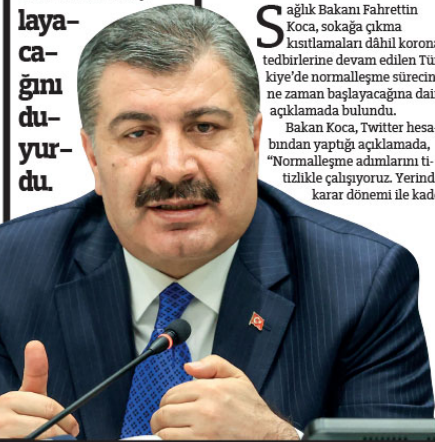 laya-
ca-
ğını
du-
yur-
du.
Sağlık Bakanı Fahrettin
Koca, sokağa çıkma
kısıtlamaları dâhil korona
tedbirlerine devam edilen Tür
kiye’de normalleşme sürecin
ne zaman başlayacağına dai
açıklamada bulundu.
Bakan Koca, Twitter hesa-
bından yaptığı açıklamada,
“Normalleşme adımlarını ti-
tizlikle çalışıyoruz. Yerind
karar dönemi ile kad